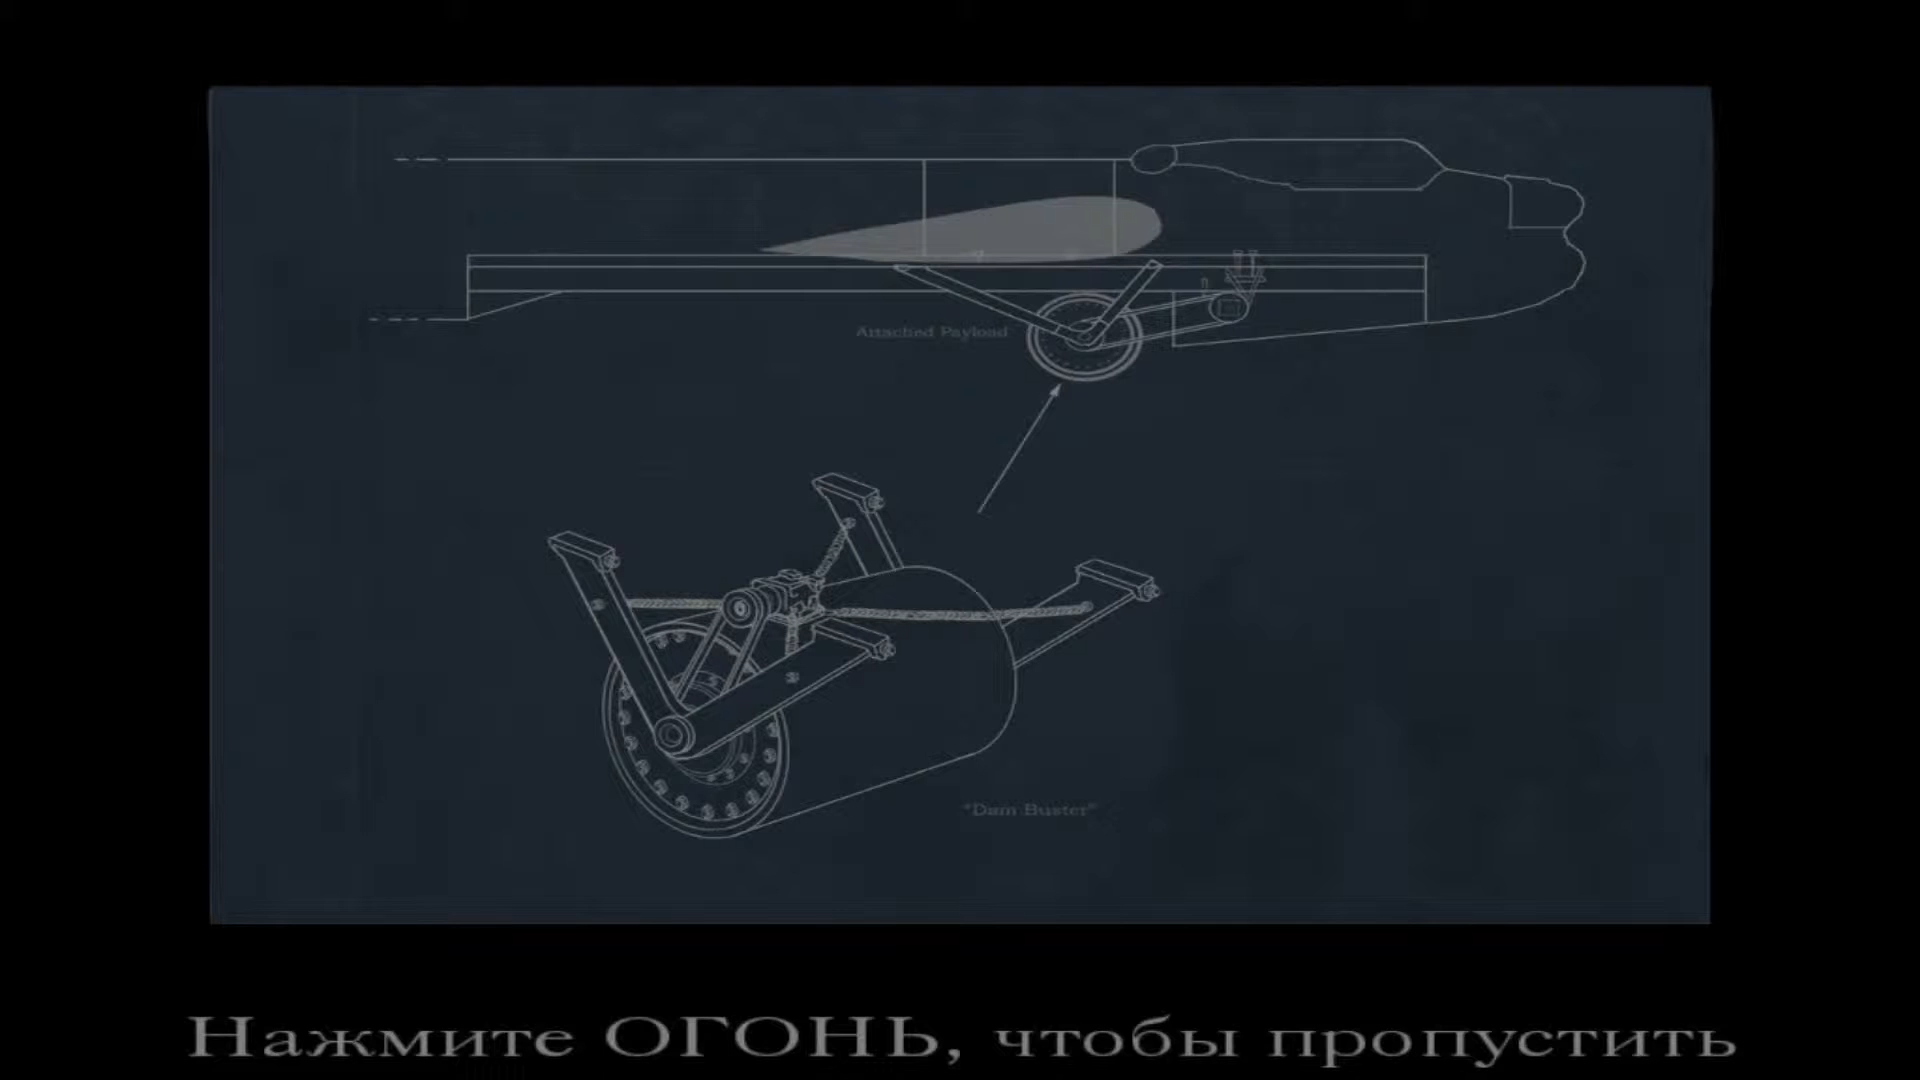 Attached Payload
"Dam Buster"
Нажмите ОГОНЬ, чтобы пропустить